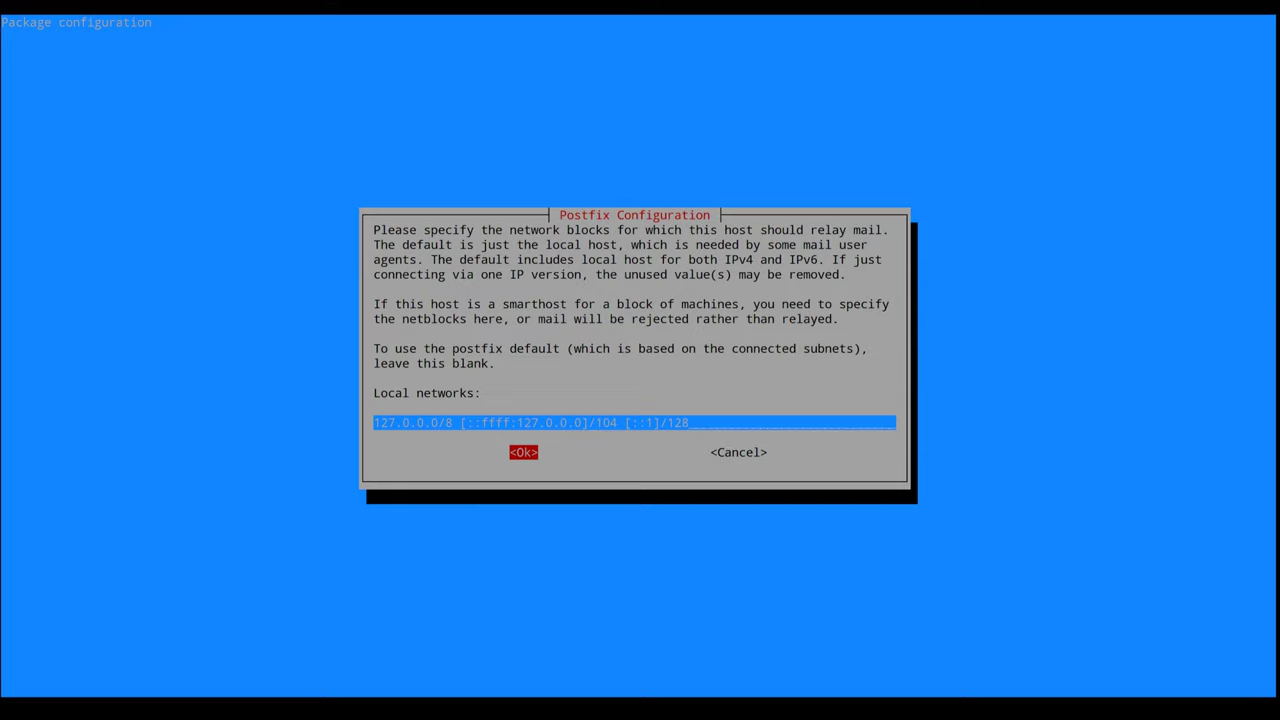 Package configuration
Postfix Configuration
Please specify the network blocks for which this host should relay mail.
The default is just the local host, which is needed by some mail user
agents. The default includes local host for both IPv4 and IPv6. If just
connecting via one IP version, the unused value(s) may be removed.
If this host is a smarthost for a block of machines, you need to specify
the netblocks here, or mail will be rejected rather than relayed.
To use the postfix default (which is based on the connected subnets),
leave this blank.
Local networks:
127.0.0.0/8 [::ffff:127.0.0.0]/104 [::1]/128____________________________
<Ok> <Cancel>